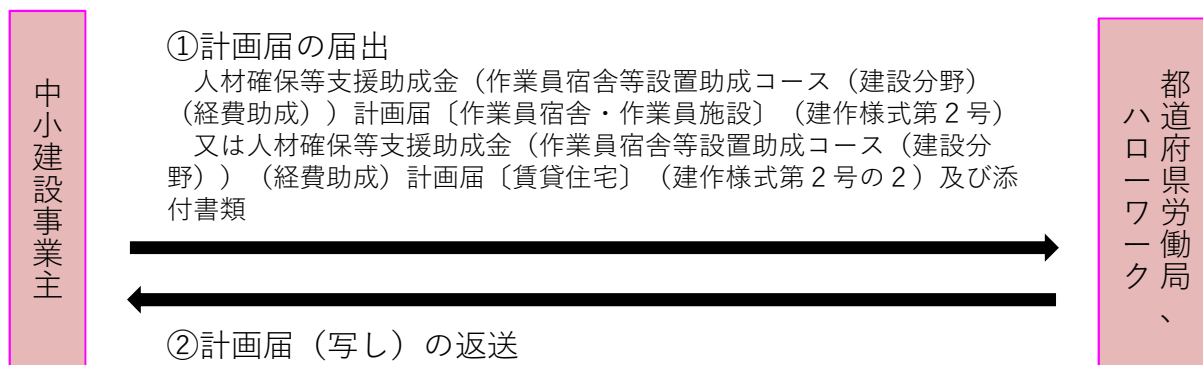 中小建設事業主
①計画届の届出
人材確保等支援助成金（作業員宿舎等設置助成コース（建設分野）
（経費助成））計画届〔作業員宿舎・作業員施設〕（建作様式第２号）
又は人材確保等支援助成金（作業員宿舎等設置助成コース（建設分
野））（経費助成）計画届〔賃貸住宅〕（建作様式第２号の２）及び添
付書類
②計画届（写し）の返送
都道府県労働局、
ハローワーク